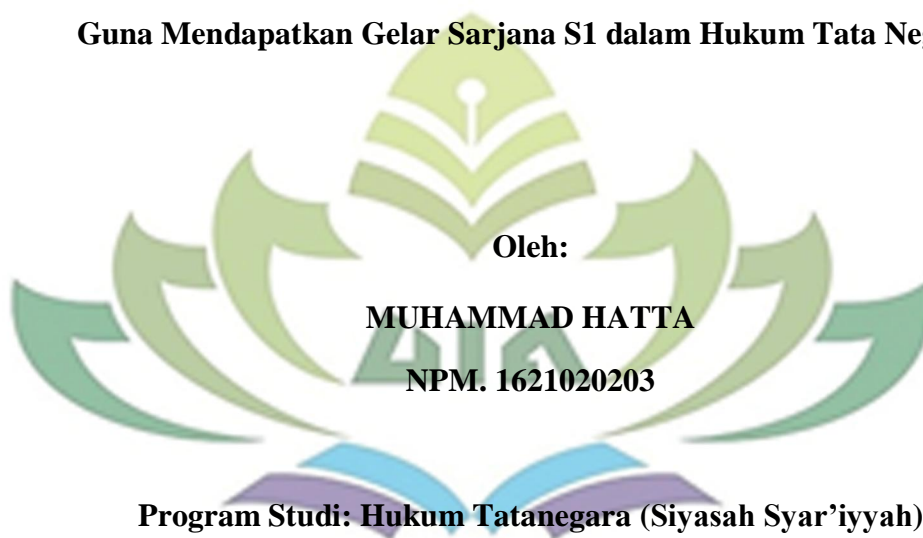 Guna Mendapatkan Gelar Sarjana S1 dalam Hukum Tata Ne
Oleh:
MUHAMMAD HATTA
NPM. 1621020203
Program Studi: Hukum Tatanegara (Siyasah Syar’iyyah)